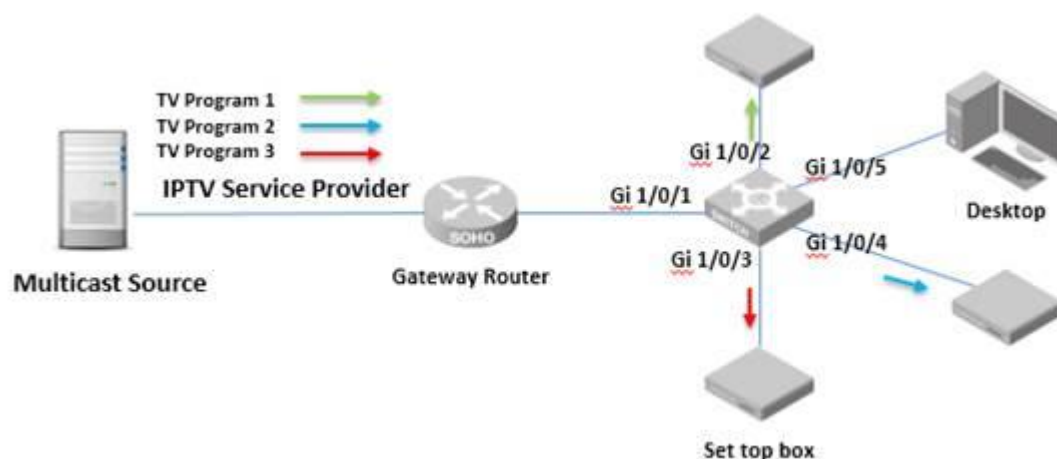 TV Program 1
TV Program 2
TV Program 3
IPTV Service Provider
Multicast Source
SOHO
Gateway Router
Gi 1/0/1
Gi 1/0/2
Gi 1/0/5
SWITCH
Gi 1/0/3
Gi 1/0/4
Desktop
Set top box